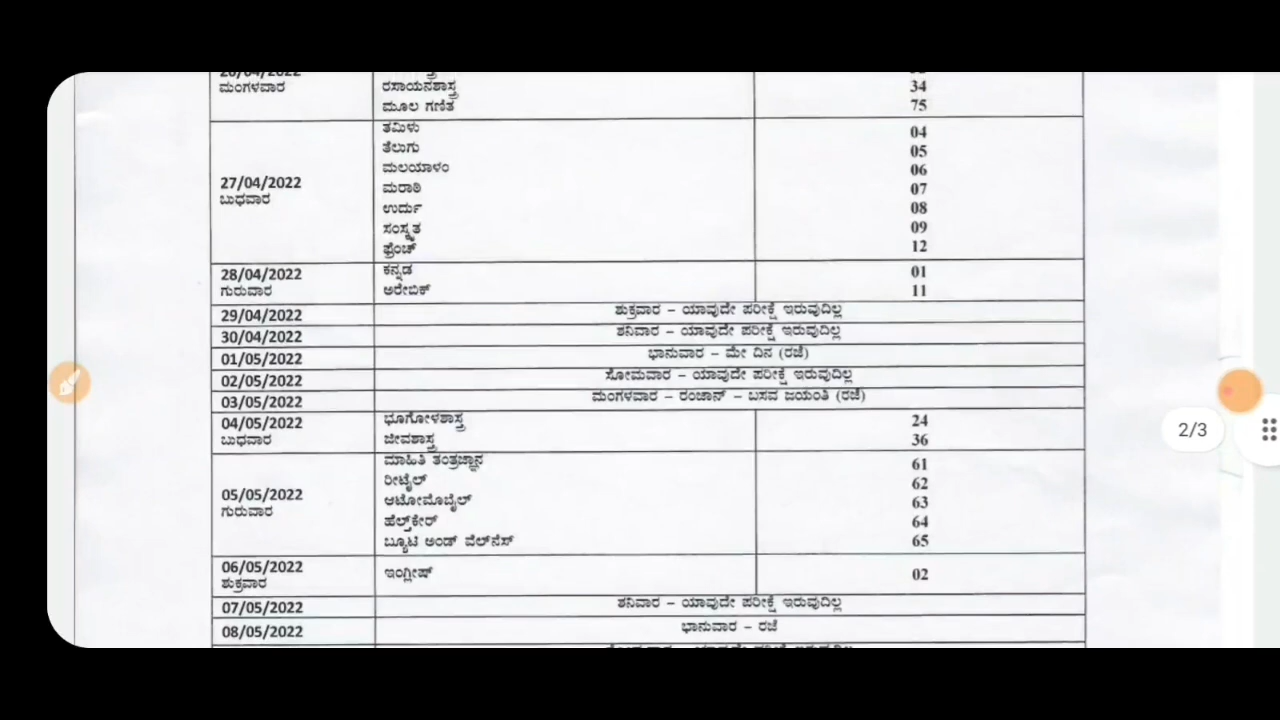 26/04/2022
ಮಂಗಳವಾರ
ರಸಾಯನಶಾಸ್ತ್ರ 34
ಮೂಲ ಗಣಿತ 75
27/04/2022
ಬುಧವಾರ
ತಮಿಳು 04
ತೆಲುಗು 05
ಮಲಯಾಳಂ 06
ಮರಾಠಿ 07
ಉರ್ದು 08
ಸಂಸ್ಕೃತ 09
ಫ್ರೆಂಚ್ 12
28/04/2022
ಗುರುವಾರ
ಕನ್ನಡ 01
ಅರೇಬಿಕ್ 11
29/04/2022 ಶುಕ್ರವಾರ – ಯಾವುದೇ ಪರೀಕ್ಷೆ ಇರುವುದಿಲ್ಲ
30/04/2022 ಶನಿವಾರ – ಯಾವುದೇ ಪರೀಕ್ಷೆ ಇರುವುದಿಲ್ಲ
01/05/2022 ಭಾನುವಾರ – ಮೇ ದಿನ (ರಜೆ)
02/05/2022 ಸೋಮವಾರ – ಯಾವುದೇ ಪರೀಕ್ಷೆ ಇರುವುದಿಲ್ಲ
03/05/2022 ಮಂಗಳವಾರ – ರಂಜಾನ್ – ಬಸವ ಜಯಂತಿ (ರಜೆ)
04/05/2022
ಬುಧವಾರ
ಭೂಗೋಳಶಾಸ್ತ್ರ 24
ಜೀವಶಾಸ್ತ್ರ 36
05/05/2022
ಗುರುವಾರ
ಮಾಹಿತಿ ತಂತ್ರಜ್ಞಾನ 61
ರೀಟೈಲ್ 62
ಆಟೋಮೊಬೈಲ್ 63
ಹೆಲ್ತ್‌ಕೇರ್ 64
ಬ್ಯೂಟಿ ಅಂಡ್ ವೆಲ್‌ನೆಸ್ 65
06/05/2022
ಶುಕ್ರವಾರ
ಇಂಗ್ಲೀಷ್ 02
07/05/2022 ಶನಿವಾರ – ಯಾವುದೇ ಪರೀಕ್ಷೆ ಇರುವುದಿಲ್ಲ
08/05/2022 ಭಾನುವಾರ – ರಜೆ
2/3